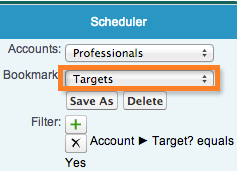 Scheduler
Accounts: Professionals
Bookmark: Targets
Save As Delete
Filter: +
X Account ► Target? equals
Yes